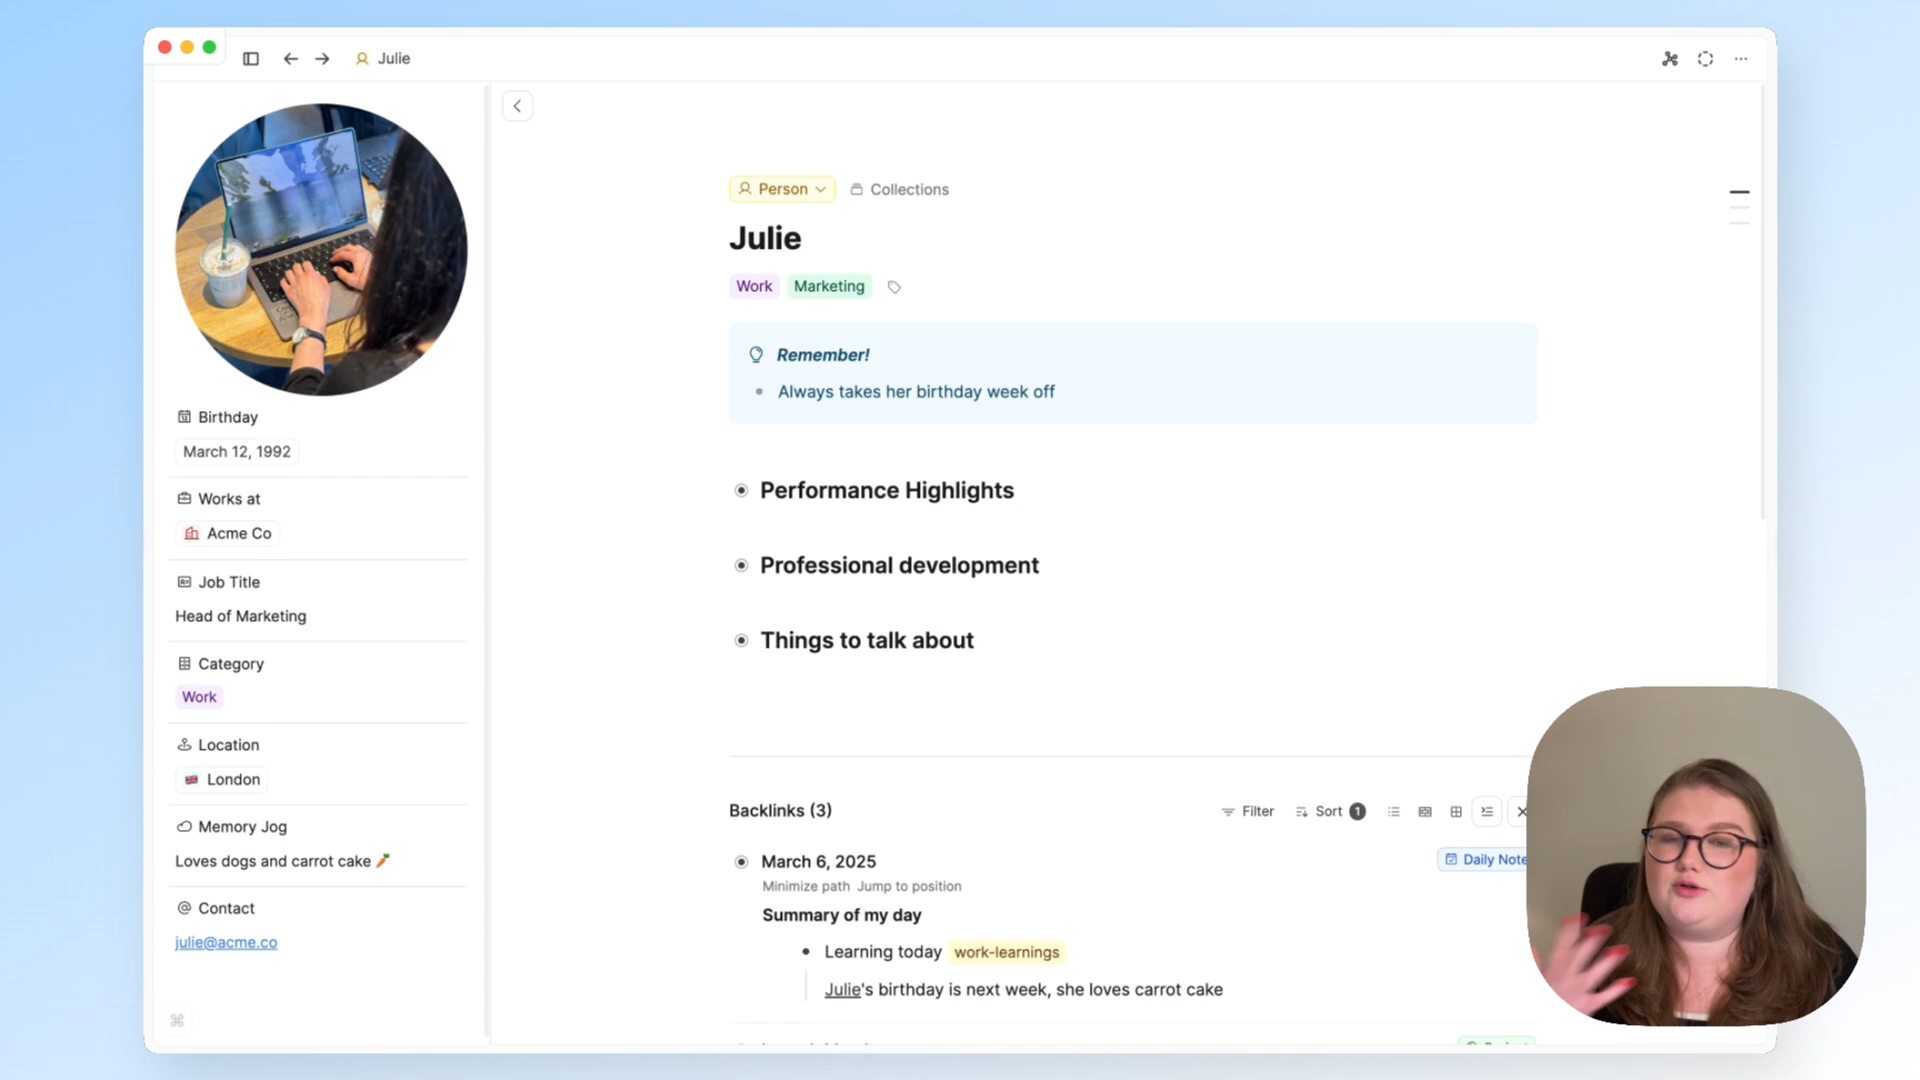 Julie
Birthday
March 12, 1992
Works at
Acme Co
Job Title
Head of Marketing
Category
Work
Location
London
Memory Jog
Loves dogs and carrot cake 🥕
Contact
julie@acme.co
Person
Collections
Julie
Work Marketing
Remember!
Always takes her birthday week off
Performance Highlights
Professional development
Things to talk about
Backlinks (3)
Filter Sort 1
March 6, 2025
Daily Note
Minimize path Jump to position
Summary of my day
Learning today work-learnings
Julie's birthday is next week, she loves carrot cake